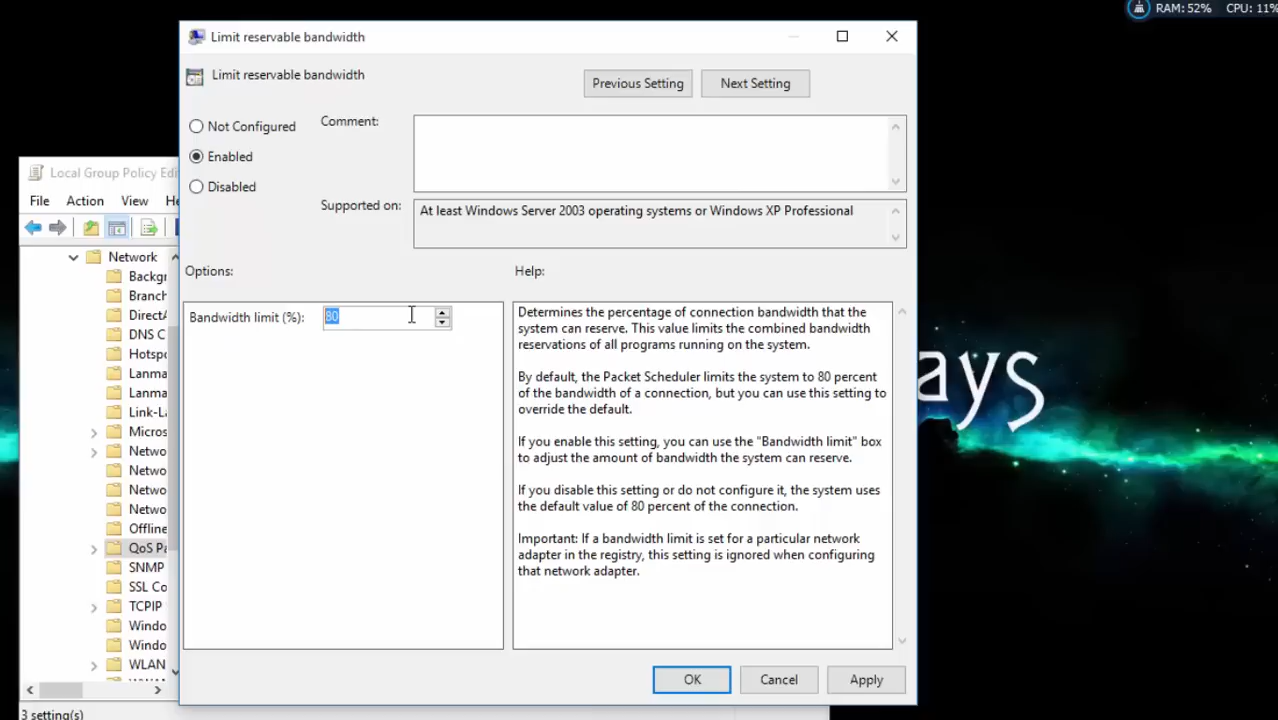 RAM: 52% CPU: 11%
Limit reservable bandwidth
Limit reservable bandwidth
Previous Setting
Next Setting
Not Configured
Enabled
Disabled
Comment:
Supported on:
At least Windows Server 2003 operating systems or Windows XP Professional
Options:
Help:
Bandwidth limit (%):
80
Determines the percentage of connection bandwidth that the
system can reserve. This value limits the combined bandwidth
reservations of all programs running on the system.
By default, the Packet Scheduler limits the system to 80 percent
of the bandwidth of a connection, but you can use this setting to
override the default.
If you enable this setting, you can use the "Bandwidth limit" box
to adjust the amount of bandwidth the system can reserve.
If you disable this setting or do not configure it, the system uses
the default value of 80 percent of the connection.
Important: If a bandwidth limit is set for a particular network
adapter in the registry, this setting is ignored when configuring
that network adapter.
OK
Cancel
Apply
Local Group Policy Edi
File Action View He
Network
Backgr
Branch
DirectA
DNS C
Hotspo
Lanma
Lanma
Link-La
Micros
Netwo
Netwo
Netwo
Netwo
Offline
QoS Pa
SNMP
SSL Co
TCPIP
Windo
Windo
WLAN
3 setting(s)
ays